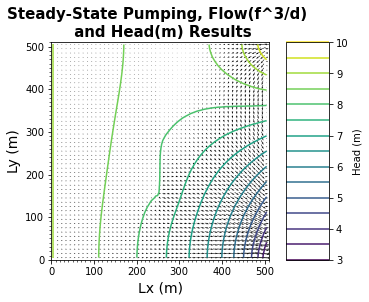 Steady-State Pumping, Flow(f^3/d)
and Head(m) Results
500
400
300
200
100
0
Ly (m)
0 100 200 300 400 500
Lx (m)
10
9
8
7
6
5
4
3
Head (m)